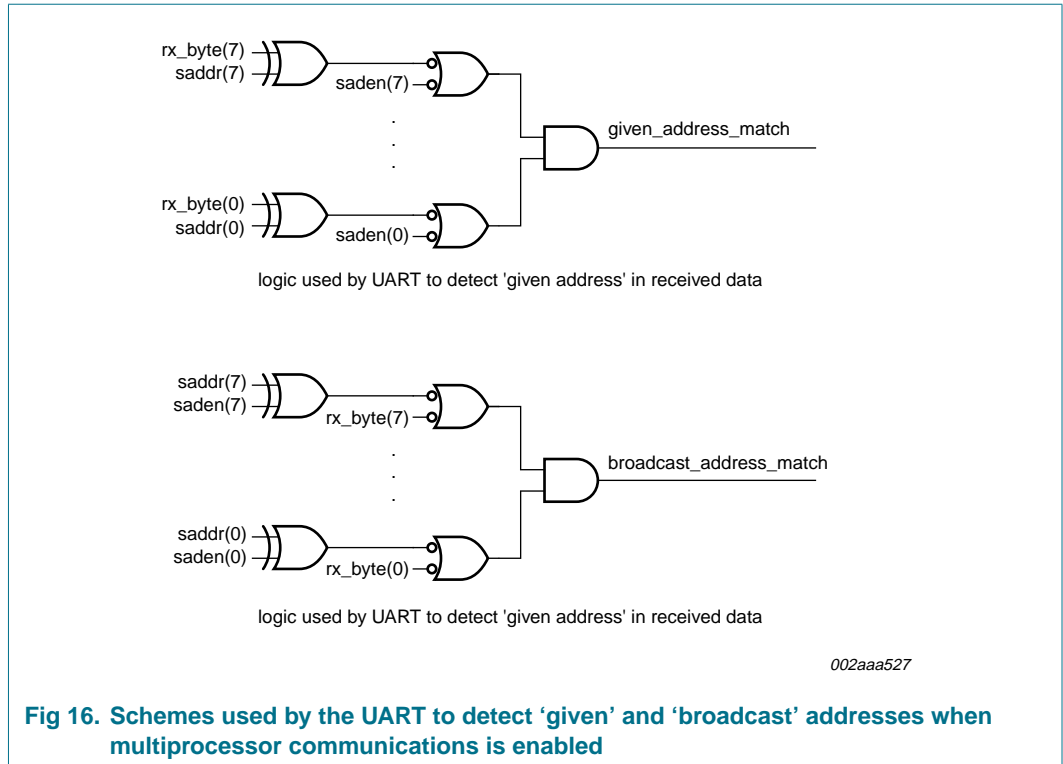 rx_byte(7)
saddr(7)
saden(7)
given_address_match
rx_byte(0)
saddr(0)
saden(0)
logic used by UART to detect 'given address' in received data
saddr(7)
saden(7)
rx_byte(7)
broadcast_address_match
saddr(0)
saden(0)
rx_byte(0)
logic used by UART to detect 'given address' in received data
002aaa527
Fig 16. Schemes used by the UART to detect ‘given’ and ‘broadcast’ addresses when
multiprocessor communications is enabled